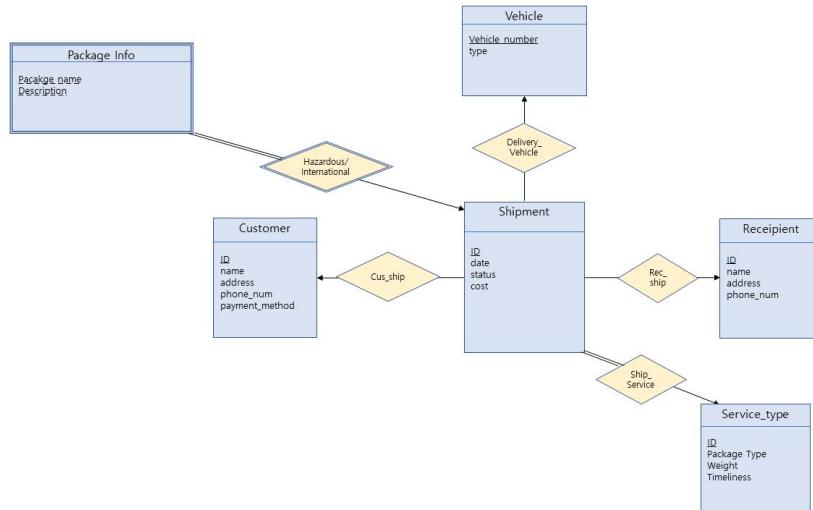 Vehicle
Vehicle number
type
Package Info
Pacakge name
Description
Delivery_
Vehicle
Hazardous/
International
Shipment
ID
date
status
cost
Customer
ID
name
address
phone_num
payment_method
Cus_ship
Rec_
ship
Receipient
ID
name
address
phone_num
Ship_
Service
Service_type
ID
Package Type
Weight
Timeliness